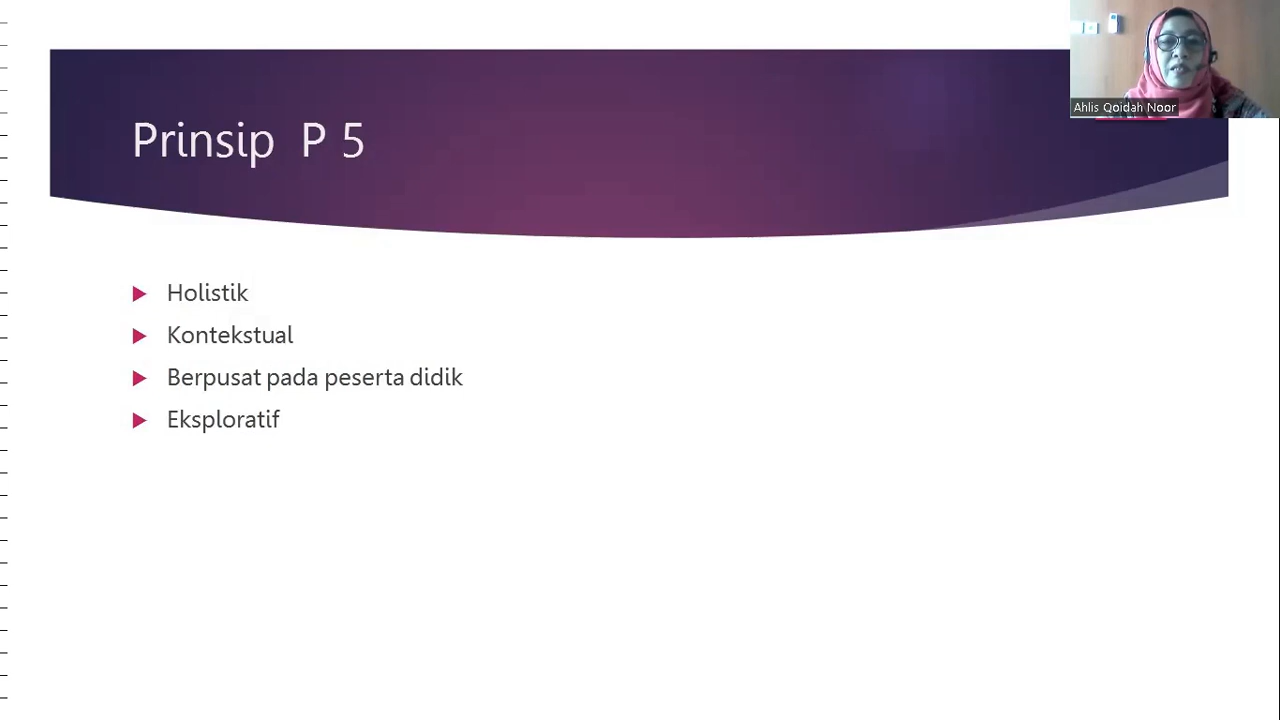 Prinsip P 5
Ahlis Qoidah Noor
Holistik
Kontekstual
Berpusat pada peserta didik
Eksploratif